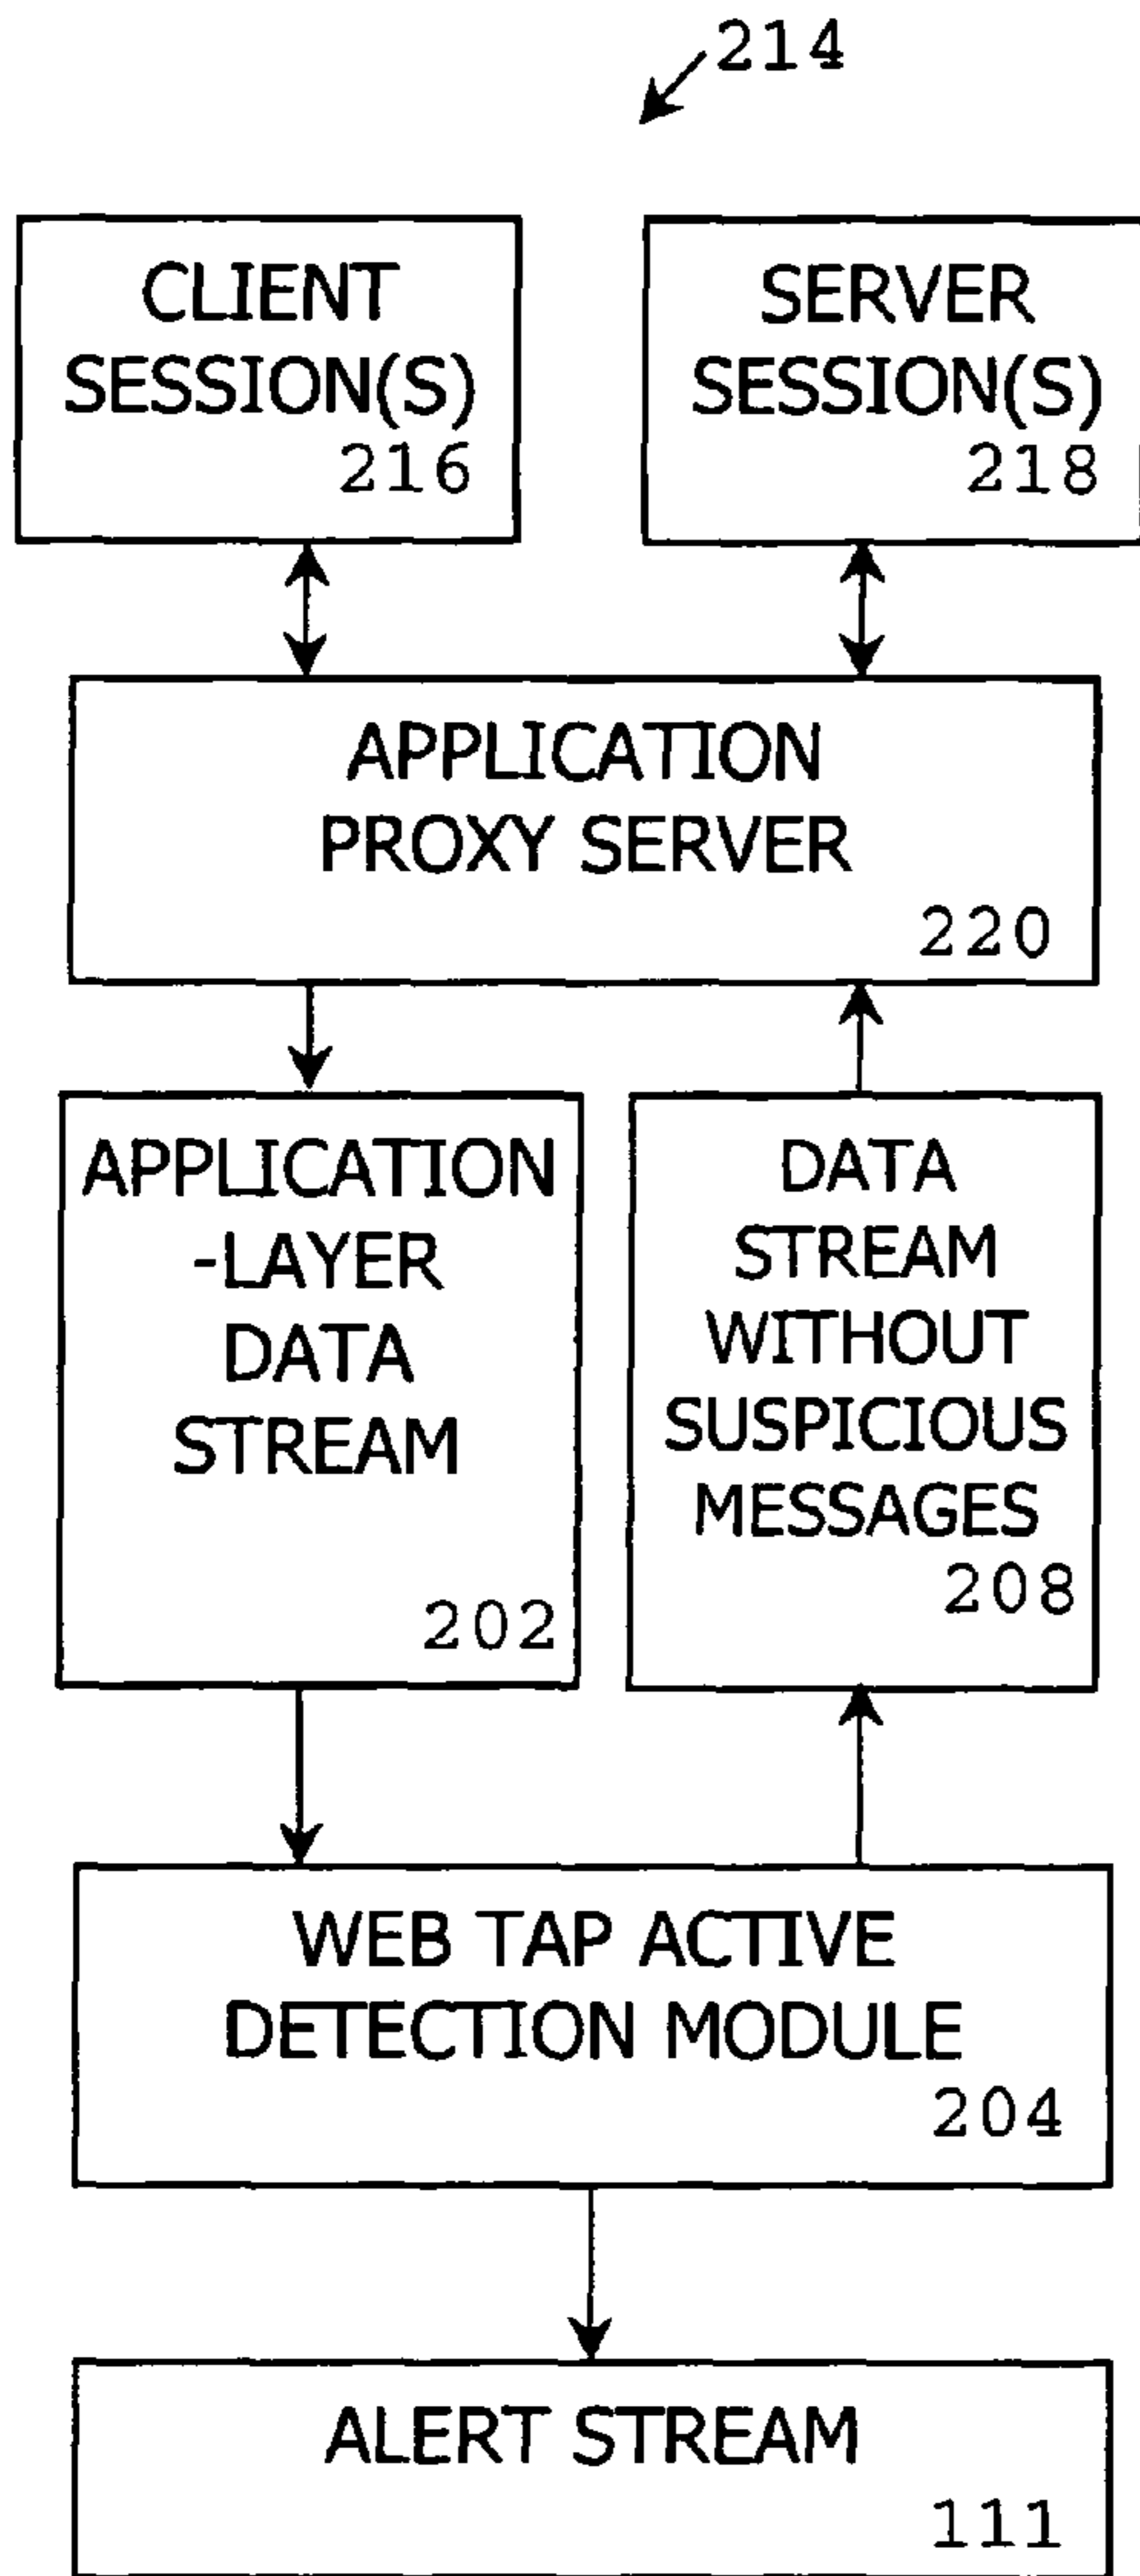 214
CLIENT
SESSION(S)
216
SERVER
SESSION(S)
218
APPLICATION
PROXY SERVER
220
APPLICATION
-LAYER
DATA
STREAM
202
DATA
STREAM
WITHOUT
SUSPICIOUS
MESSAGES
208
WEB TAP ACTIVE
DETECTION MODULE
204
ALERT STREAM
111